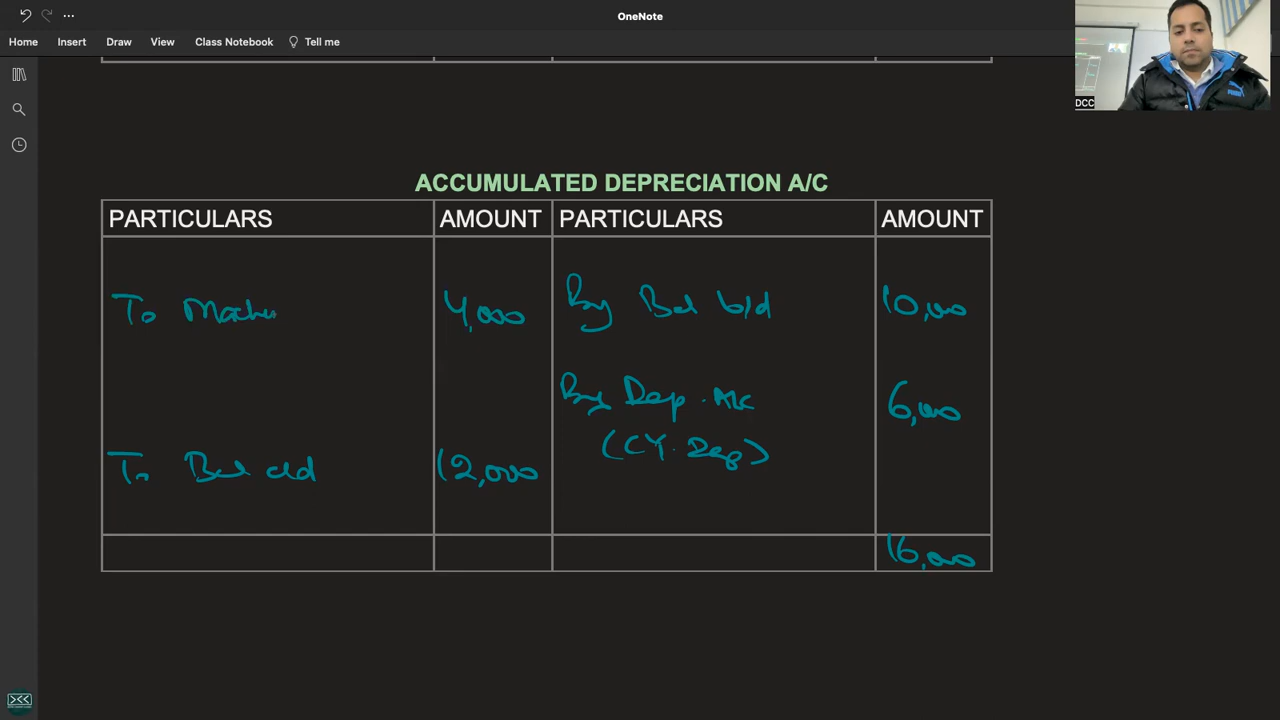 OneNote
Home Insert Draw View Class Notebook Tell me
DCC
ACCUMULATED DEPRECIATION A/C
PARTICULARS AMOUNT PARTICULARS AMOUNT
To Machin 4,000 By Bal b/d 10,000
By Dep. A/c 6,000
(CY. Dep)
To Bal c/d 12,000
16,000